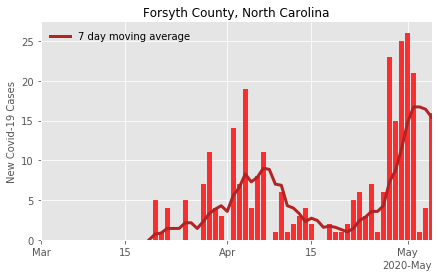 Forsyth County, North Carolina
7 day moving average
New Covid-19 Cases
25
20
15
10
5
0
Mar
15
Apr
15
May
2020-May